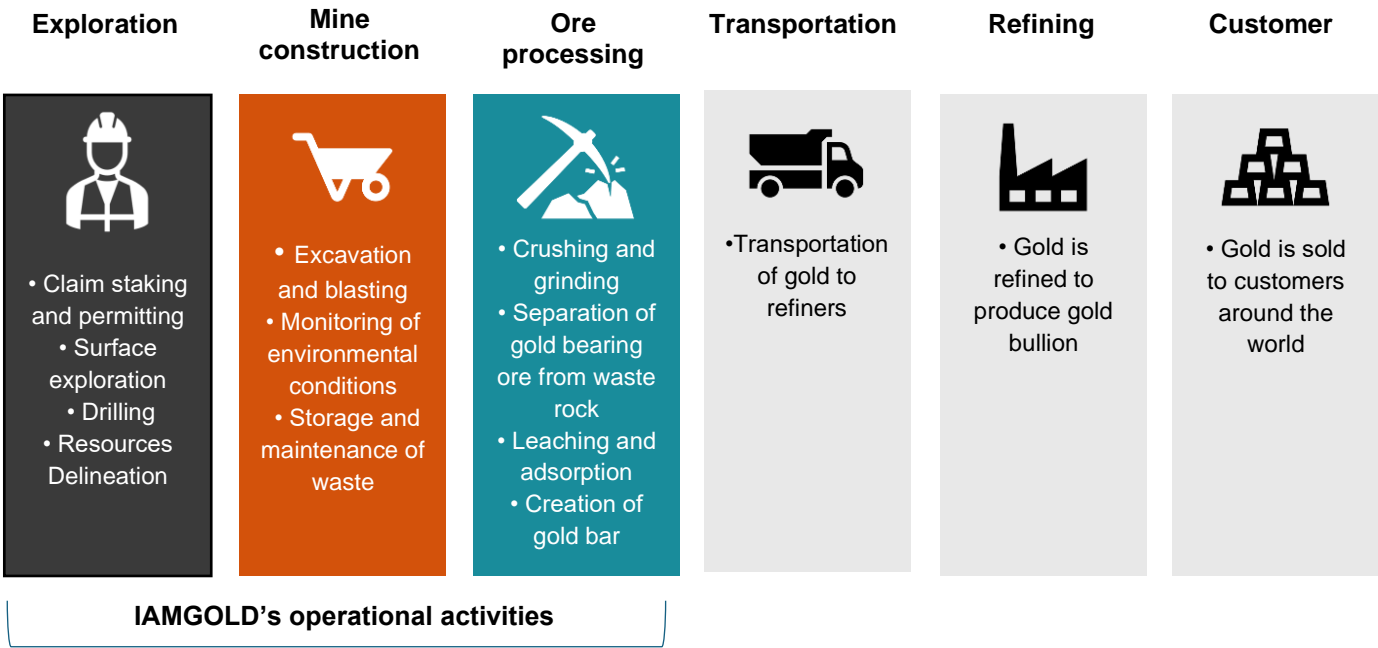 Exploration
Mine
construction
Ore
processing
Transportation
Refining
Customer
• Claim staking
and permitting
• Surface
exploration
• Drilling
• Resources
Delineation
• Excavation
and blasting
• Monitoring of
environmental
conditions
• Storage and
maintenance of
waste
• Crushing and
grinding
• Separation of
gold bearing
ore from waste
rock
• Leaching and
adsorption
• Creation of
gold bar
•Transportation
of gold to
refiners
• Gold is
refined to
produce gold
bullion
• Gold is sold
to customers
around the
world
IAMGOLD’s operational activities